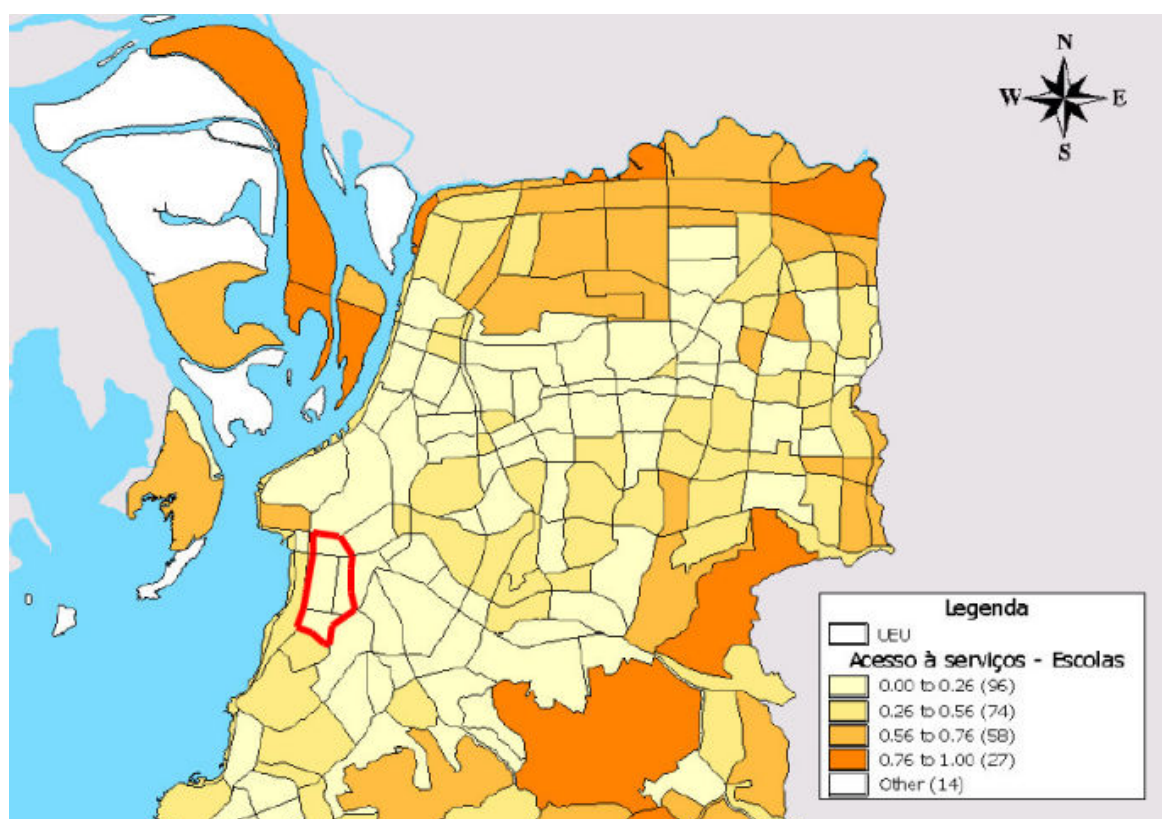 N
W E
S
Legenda
UEU
Acesso à serviços - Escolas
0.00 to 0.26 (96)
0.26 to 0.56 (74)
0.56 to 0.76 (58)
0.76 to 1.00 (27)
Other (14)